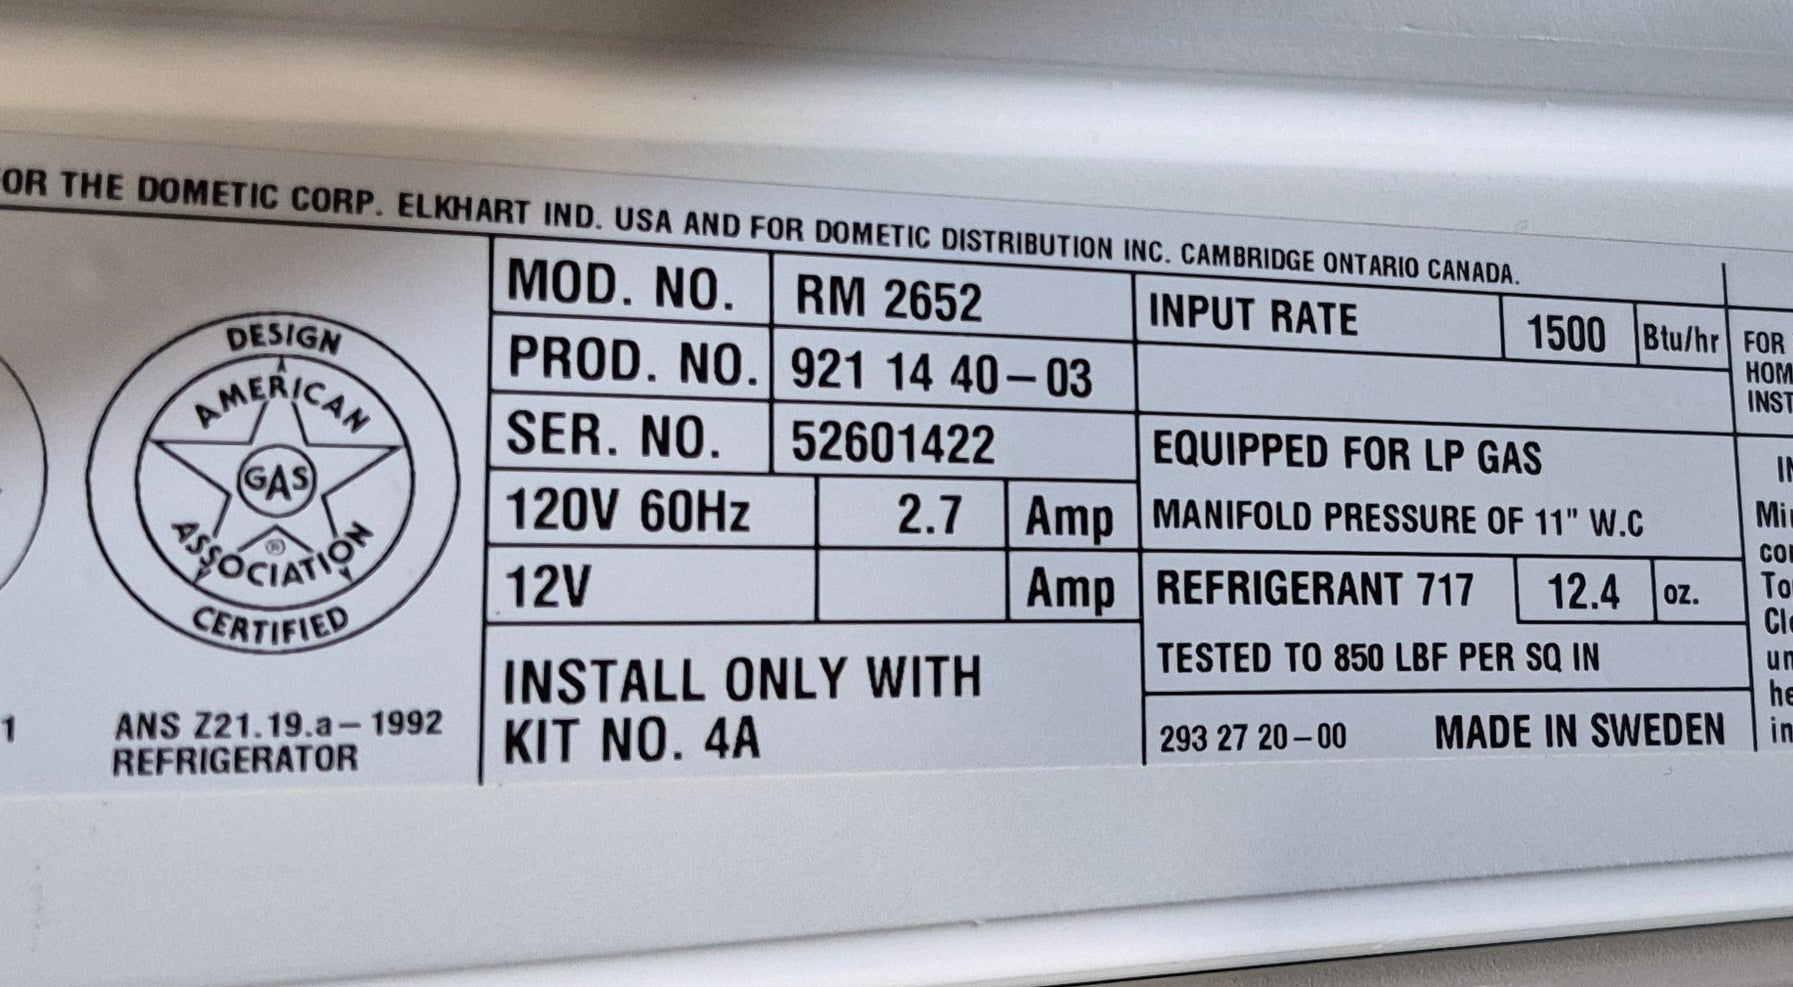 OR THE DOMETIC CORP. ELKHART IND. USA AND FOR DOMETIC DISTRIBUTION INC. CAMBRIDGE ONTARIO CANADA.
DESIGN
AMERICAN
GAS
ASSOCIATION
®
CERTIFIED
1
ANS Z21.19.a–1992
REFRIGERATOR
MOD. NO. RM 2652
PROD. NO. 921 14 40–03
SER. NO. 52601422
120V 60Hz 2.7 Amp
12V Amp
INSTALL ONLY WITH
KIT NO. 4A
INPUT RATE 1500 Btu/hr
EQUIPPED FOR LP GAS
MANIFOLD PRESSURE OF 11" W.C
REFRIGERANT 717 12.4 oz.
TESTED TO 850 LBF PER SQ IN
293 27 20–00 MADE IN SWEDEN
FOR
HOM
INST